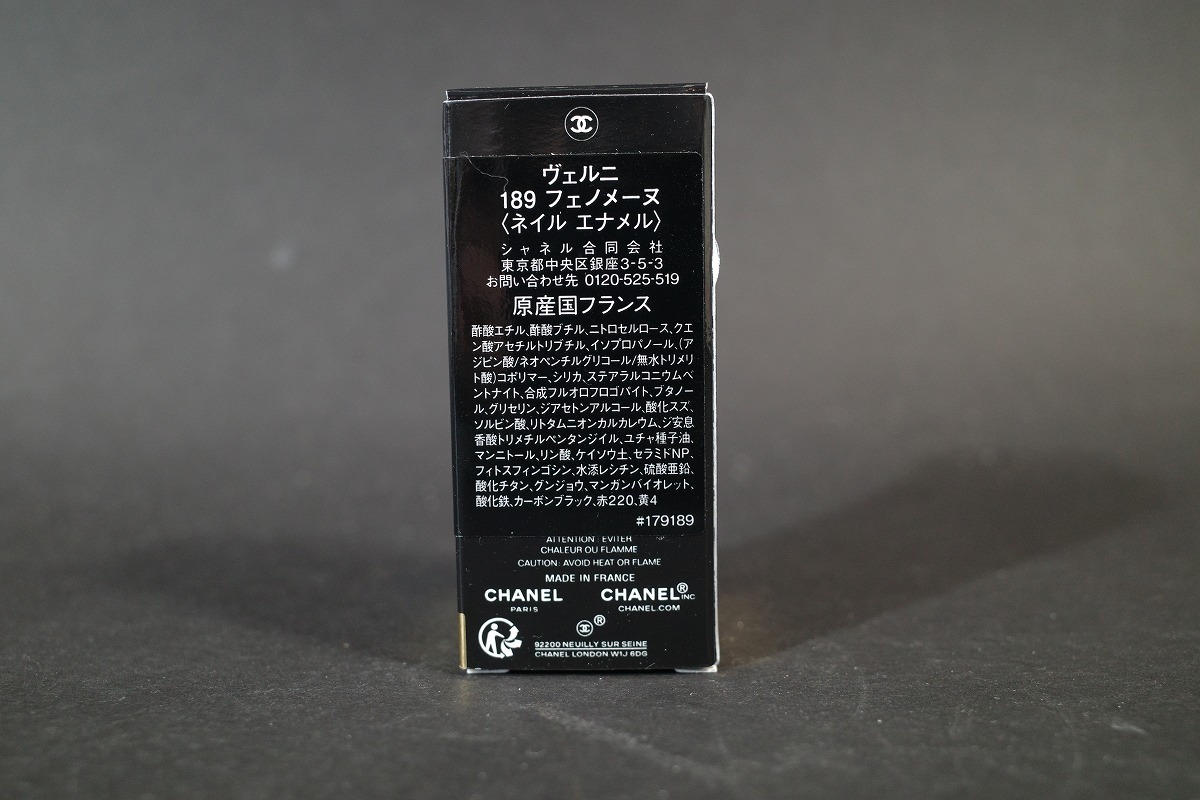 ヴェルニ
189 フェノメーヌ
〈ネイル エナメル〉
シャネル合同会社
東京都中央区銀座3-5-3
お問い合わせ先 0120-525-519
原産国フランス
酢酸エチル、酢酸ブチル、ニトロセルロース、クエ
ン酸アセチルトリブチル、イソプロパノール、(ア
ジピン酸/ネオペンチルグリコール/無水トリメリ
ト酸)コポリマー、シリカ、ステアラルコニウムベ
ントナイト、合成フルオロフロゴパイト、ブタノー
ル、グリセリン、ジアセトンアルコール、酸化スズ、
ソルビン酸、リトタムニオンカルカレウム、ジ安息
香酸トリメチルペンタンジイル、ユチャ種子油、
マンニトール、リン酸、ケイソウ土、セラミドNP、
フィトスフィンゴシン、水添レシチン、硫酸亜鉛、
酸化チタン、グンジョウ、マンガンバイオレット、
酸化鉄、カーボンブラック、赤220、黄4
#179189
ATTENTION : EVITER
CHALEUR OU FLAMME
CAUTION: AVOID HEAT OR FLAME
MADE IN FRANCE
CHANEL CHANEL® INC
PARIS CHANEL.COM
®
92200 NEUILLY SUR SEINE
CHANEL LONDON W1J 6DG